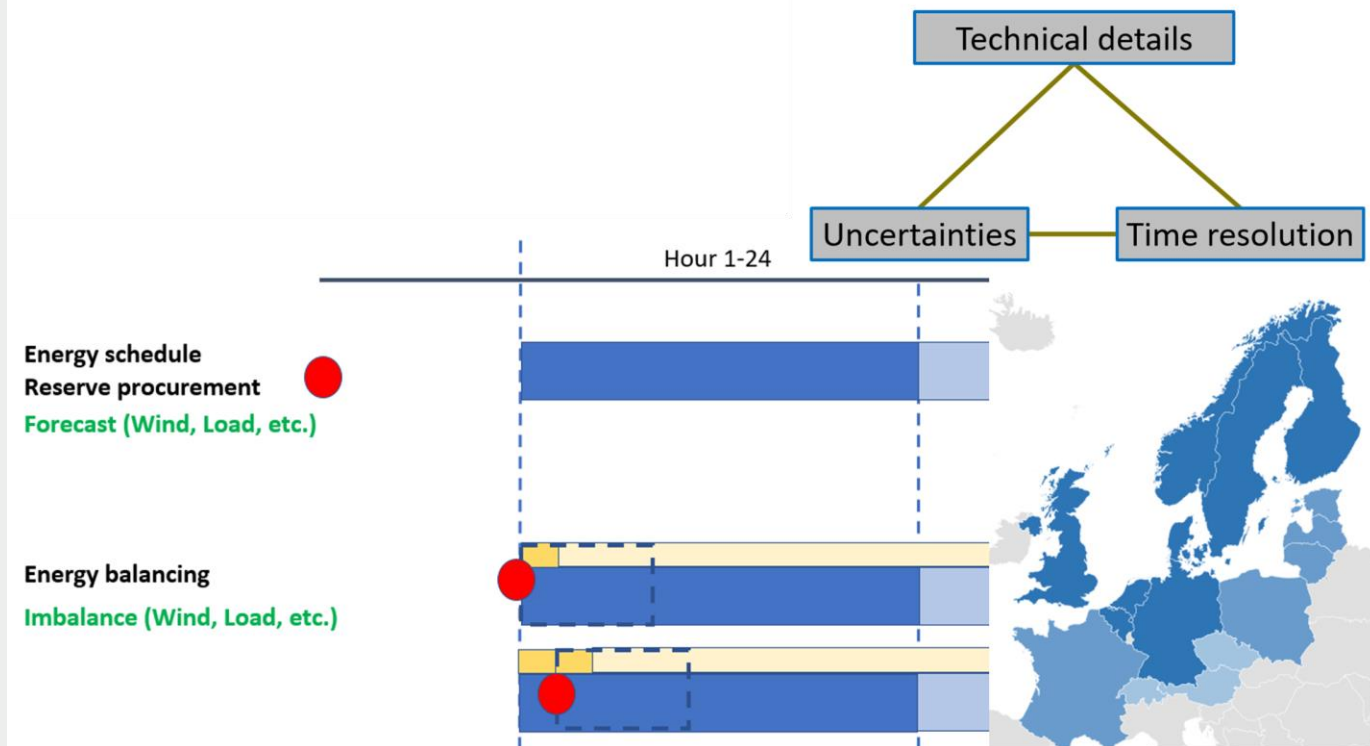 Technical details
Uncertainties
Time resolution
Hour 1-24
Energy schedule
Reserve procurement
Forecast (Wind, Load, etc.)
Energy balancing
Imbalance (Wind, Load, etc.)